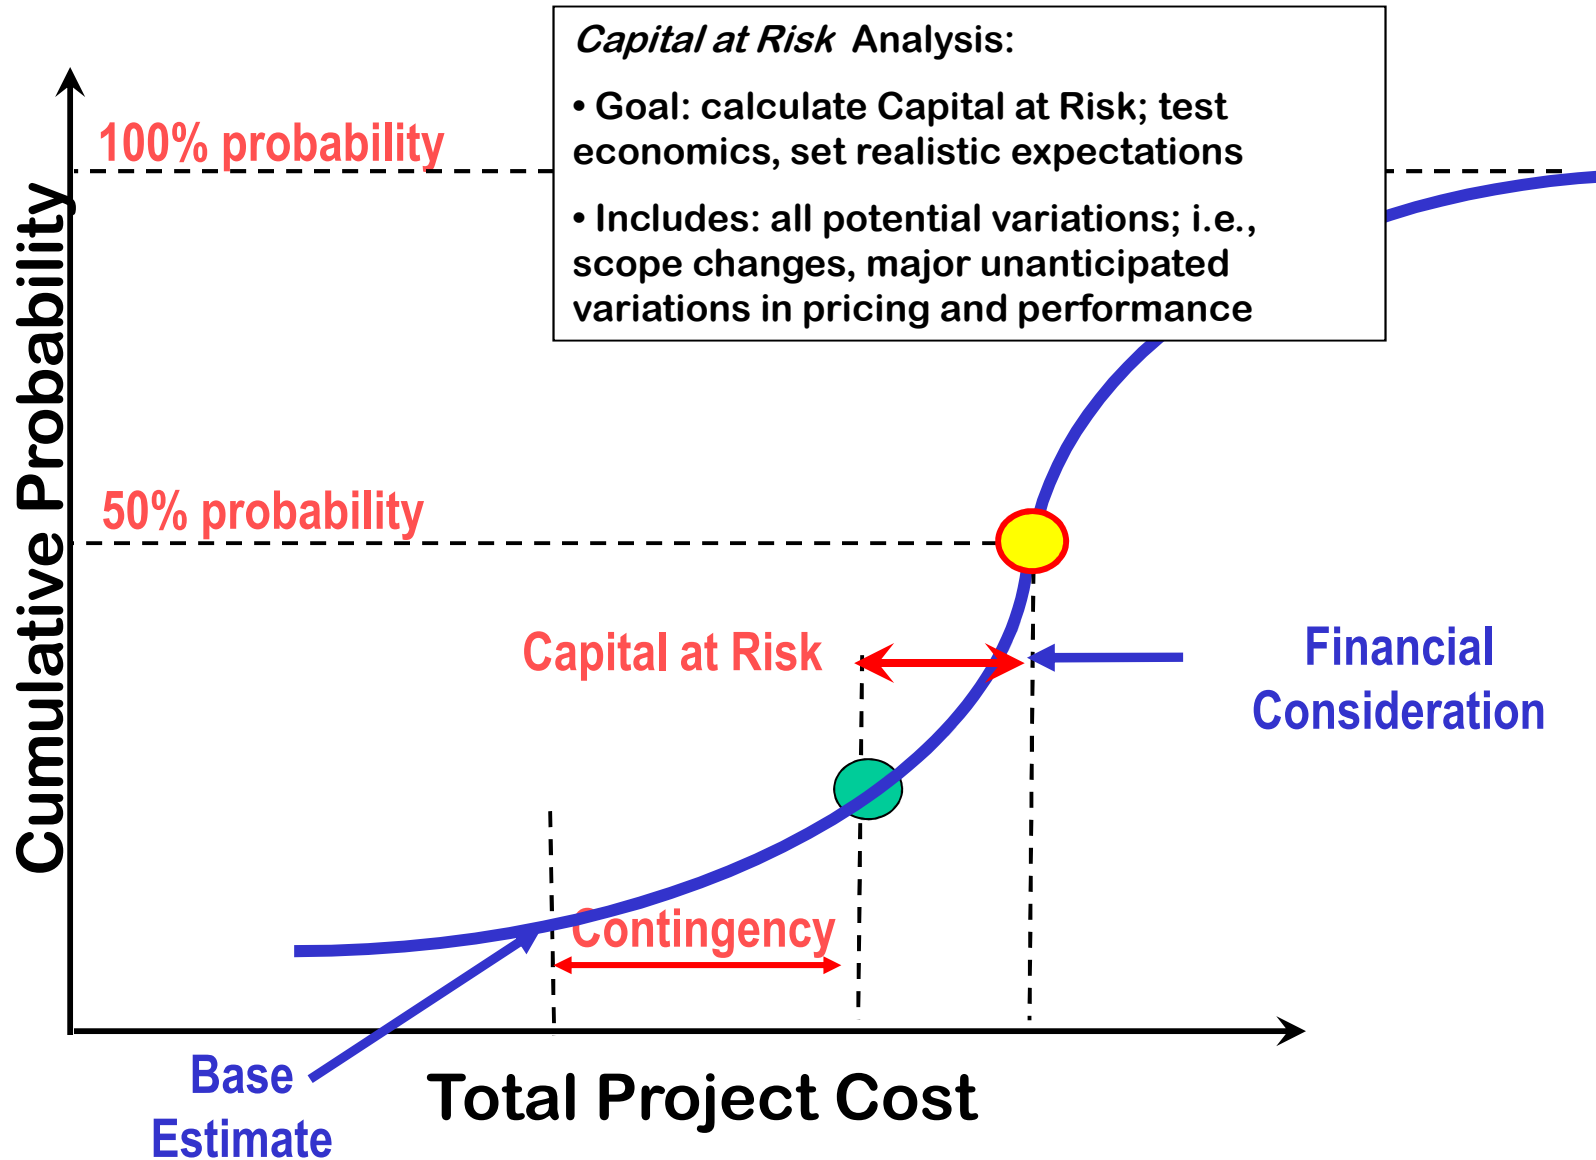 Capital at Risk Analysis:
• Goal: calculate Capital at Risk; test
economics, set realistic expectations
• Includes: all potential variations; i.e.,
scope changes, major unanticipated
variations in pricing and performance
100% probability
Cumulative Probability
50% probability
Capital at Risk
Financial
Consideration
Contingency
Base
Estimate
Total Project Cost